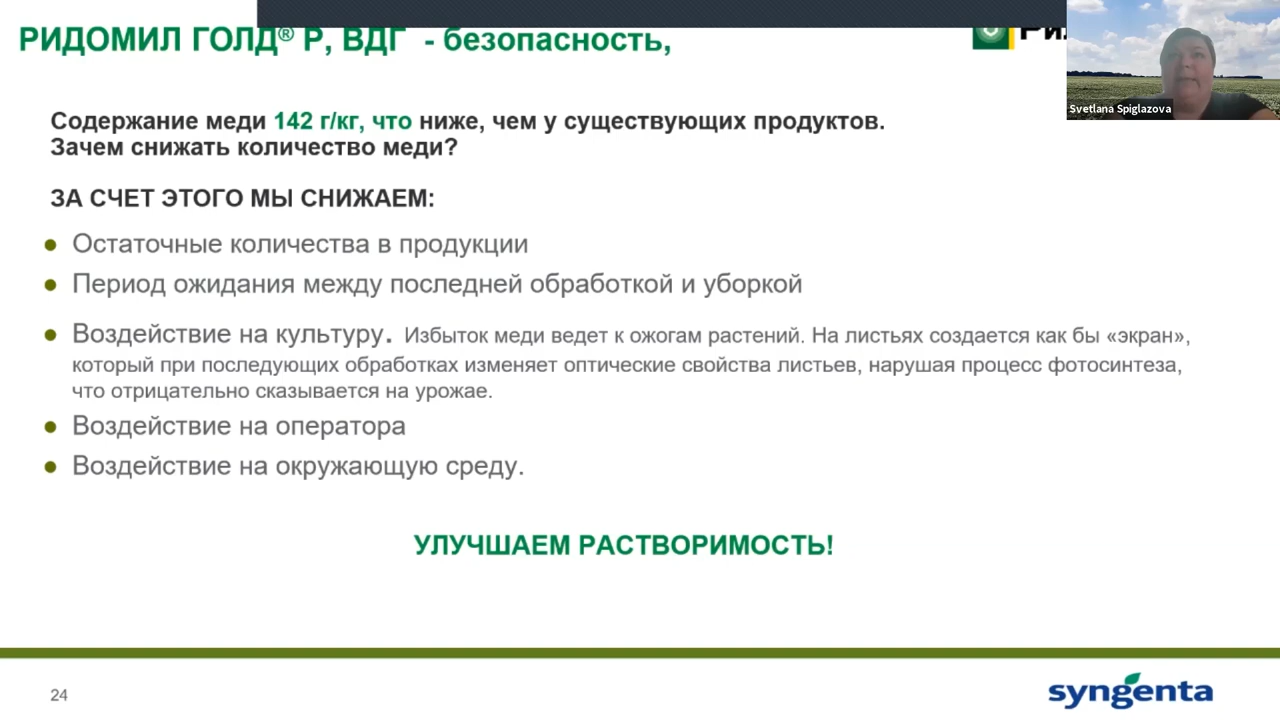 РИДОМИЛ ГОЛД® Р, ВДГ - безопасность,
Svetlana Spiglazova
Содержание меди 142 г/кг, что ниже, чем у существующих продуктов.
Зачем снижать количество меди?
ЗА СЧЕТ ЭТОГО МЫ СНИЖАЕМ:
● Остаточные количества в продукции
● Период ожидания между последней обработкой и уборкой
● Воздействие на культуру. Избыток меди ведет к ожогам растений. На листьях создается как бы «экран»,
который при последующих обработках изменяет оптические свойства листьев, нарушая процесс фотосинтеза,
что отрицательно сказывается на урожае.
● Воздействие на оператора
● Воздействие на окружающую среду.
УЛУЧШАЕМ РАСТВОРИМОСТЬ!
24
syngenta